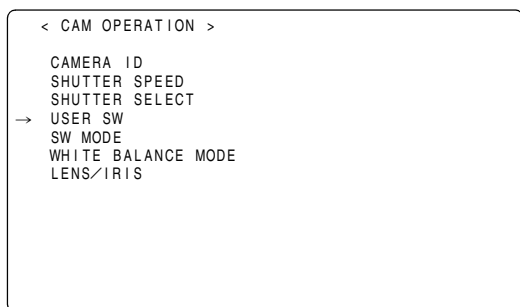 < CAM OPERATION >
CAMERA ID
SHUTTER SPEED
SHUTTER SELECT
→ USER SW
SW MODE
WHITE BALANCE MODE
LENS/IRIS